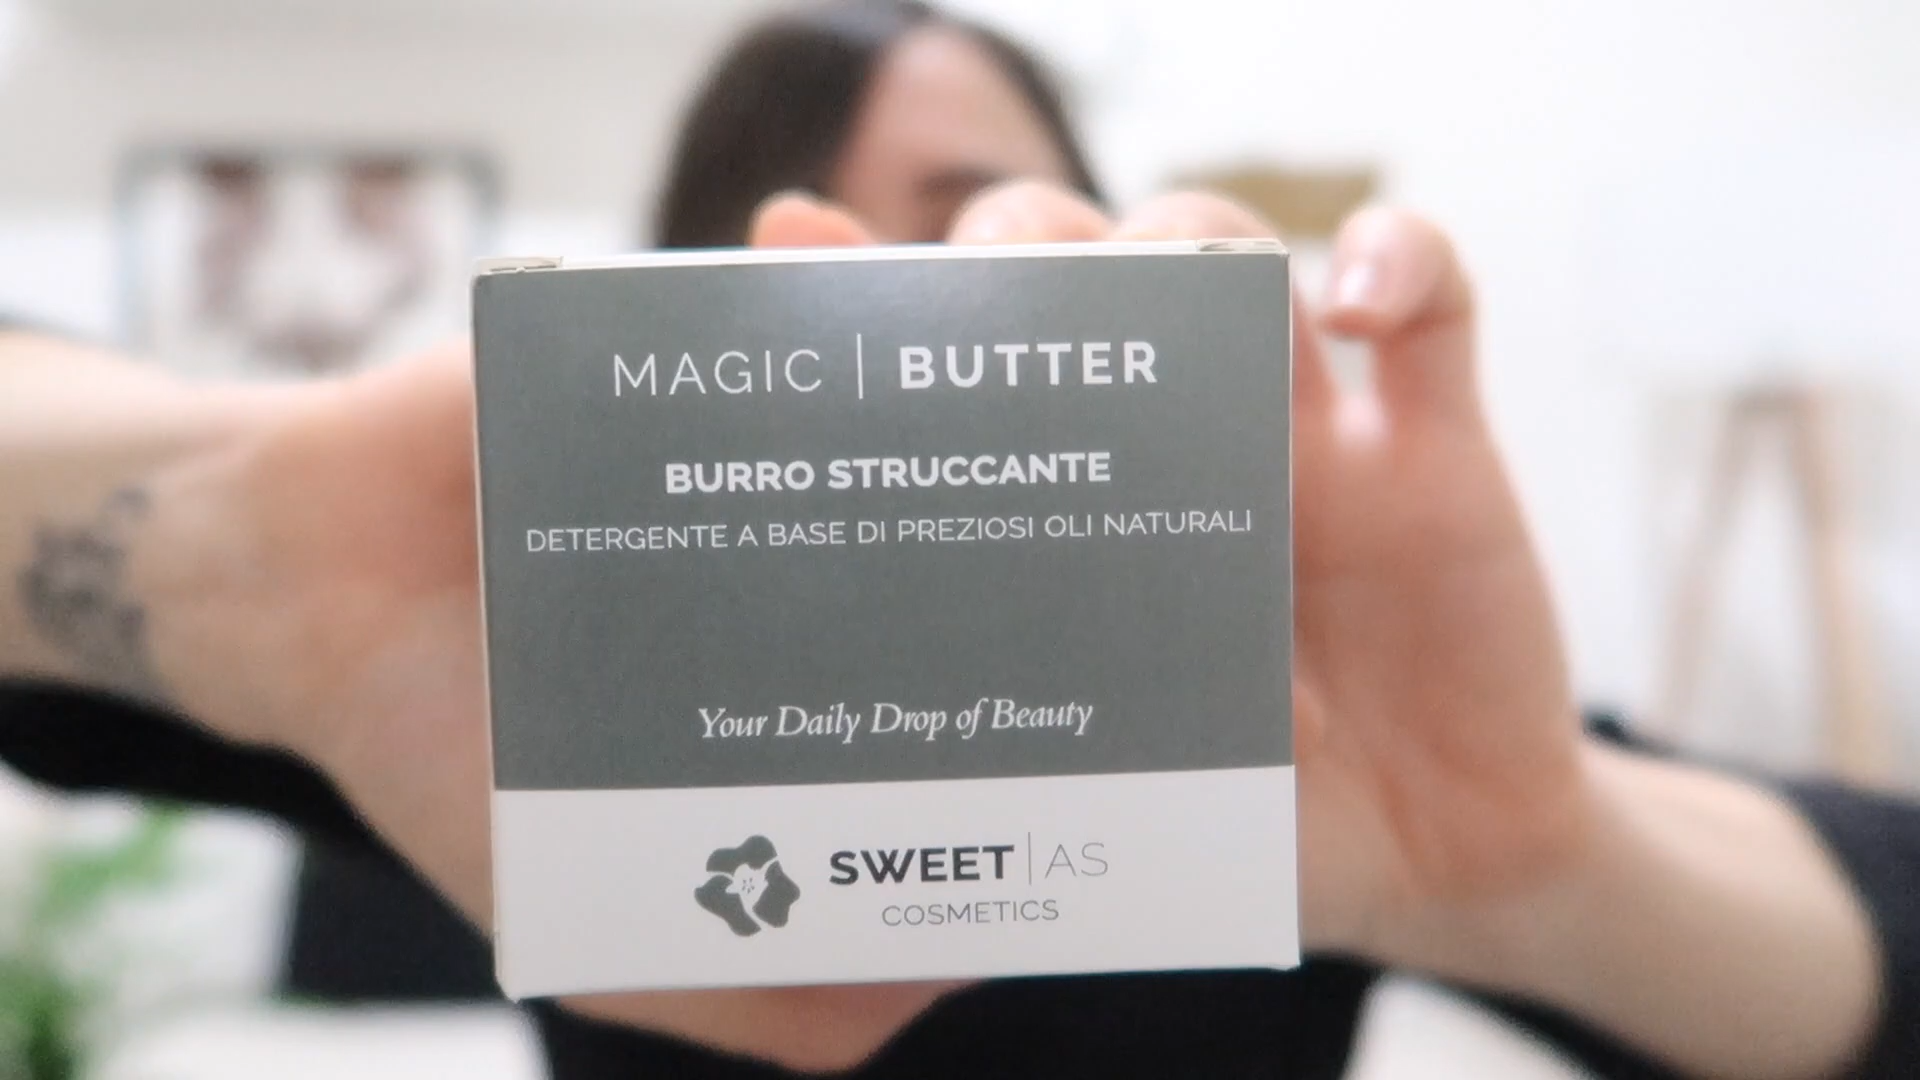 MAGIC | BUTTER
BURRO STRUCCANTE
DETERGENTE A BASE DI PREZIOSI OLI NATURALI
Your Daily Drop of Beauty
SWEET | AS
COSMETICS